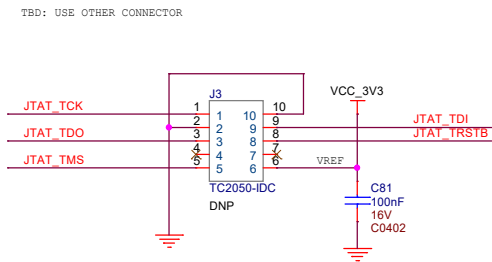 TBD: USE OTHER CONNECTOR
J3
VCC_3V3
JTAT_TCK 1 1 10 10
2 2 9 9 JTAT_TDI
JTAT_TDO 3 3 8 8 JTAT_TRSTB
4 4 7 7
JTAT_TMS 5 5 6 6 VREF
TC2050-IDC
DNP
C81
100nF
16V
C0402